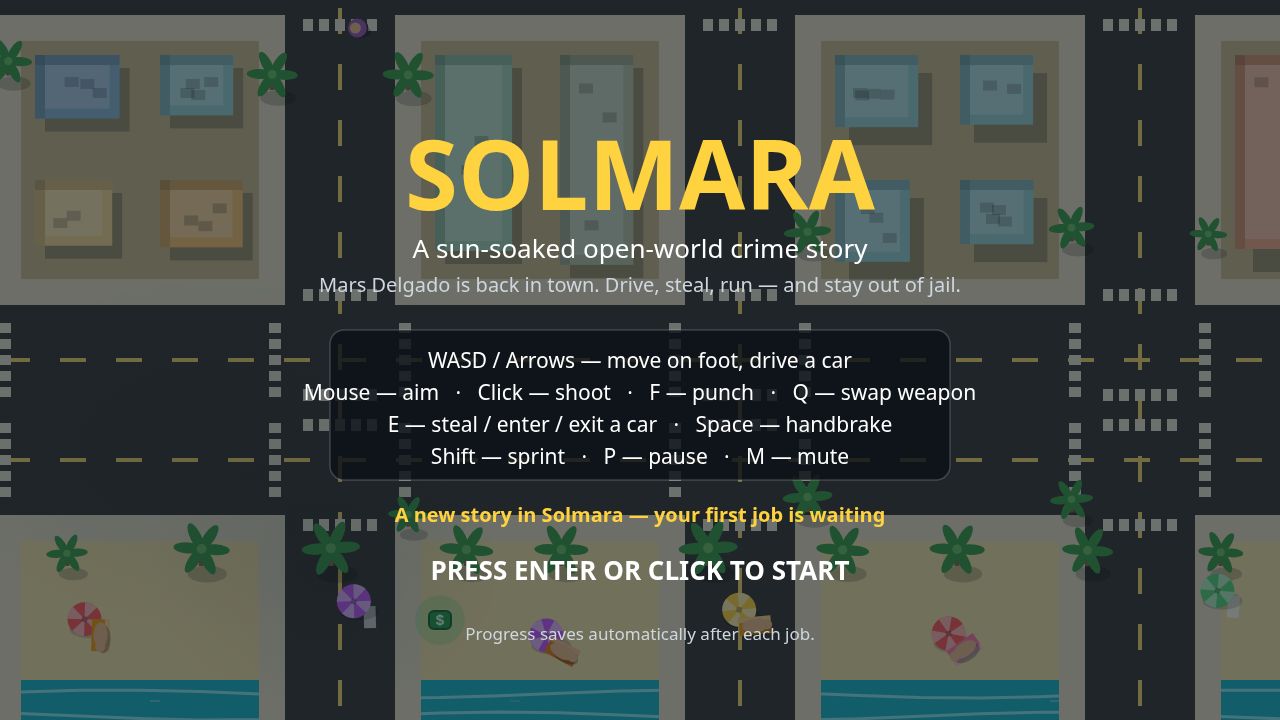 SOLMARA
A sun-soaked open-world crime story
Mars Delgado is back in town. Drive, steal, run — and stay out of jail.
WASD / Arrows — move on foot, drive a car
Mouse — aim · Click — shoot · F — punch · Q — swap weapon
E — steal / enter / exit a car · Space — handbrake
Shift — sprint · P — pause · M — mute
A new story in Solmara — your first job is waiting
PRESS ENTER OR CLICK TO START
$
Progress saves automatically after each job.